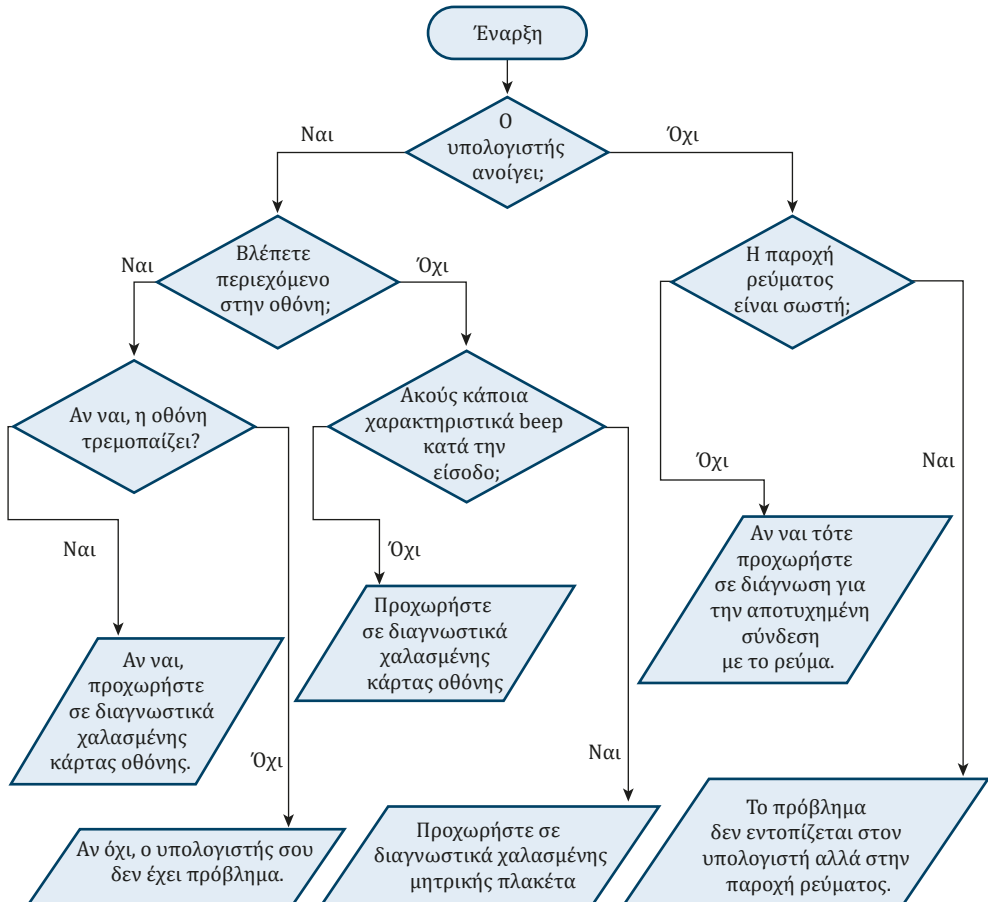 Έναρξη
Ο
υπολογιστής
ανοίγει;
Ναι
Όχι
Βλέπετε
περιεχόμενο
στην οθόνη;
Ναι
Όχι
Η παροχή
ρεύματος
είναι σωστή;
Αν ναι, η οθόνη
τρεμοπαίζει?
Ακούς κάποια
χαρακτηριστικά beep
κατά την
είσοδο;
Όχι
Ναι
Ναι
Όχι
Αν ναι τότε
προχωρήστε
σε διάγνωση για
την αποτυχημένη
σύνδεση
με το ρεύμα.
Προχωρήστε
σε διαγνωστικά
χαλασμένης
κάρτας οθόνης
Αν ναι,
προχωρήστε
σε διαγνωστικά
χαλασμένης
κάρτας οθόνης.
Όχι
Ναι
Αν όχι, ο υπολογιστής σου
δεν έχει πρόβλημα.
Προχωρήστε σε
διαγνωστικά χαλασμένης
μητρικής πλακέτα
Το πρόβλημα
δεν εντοπίζεται στον
υπολογιστή αλλά στην
παροχή ρεύματος.